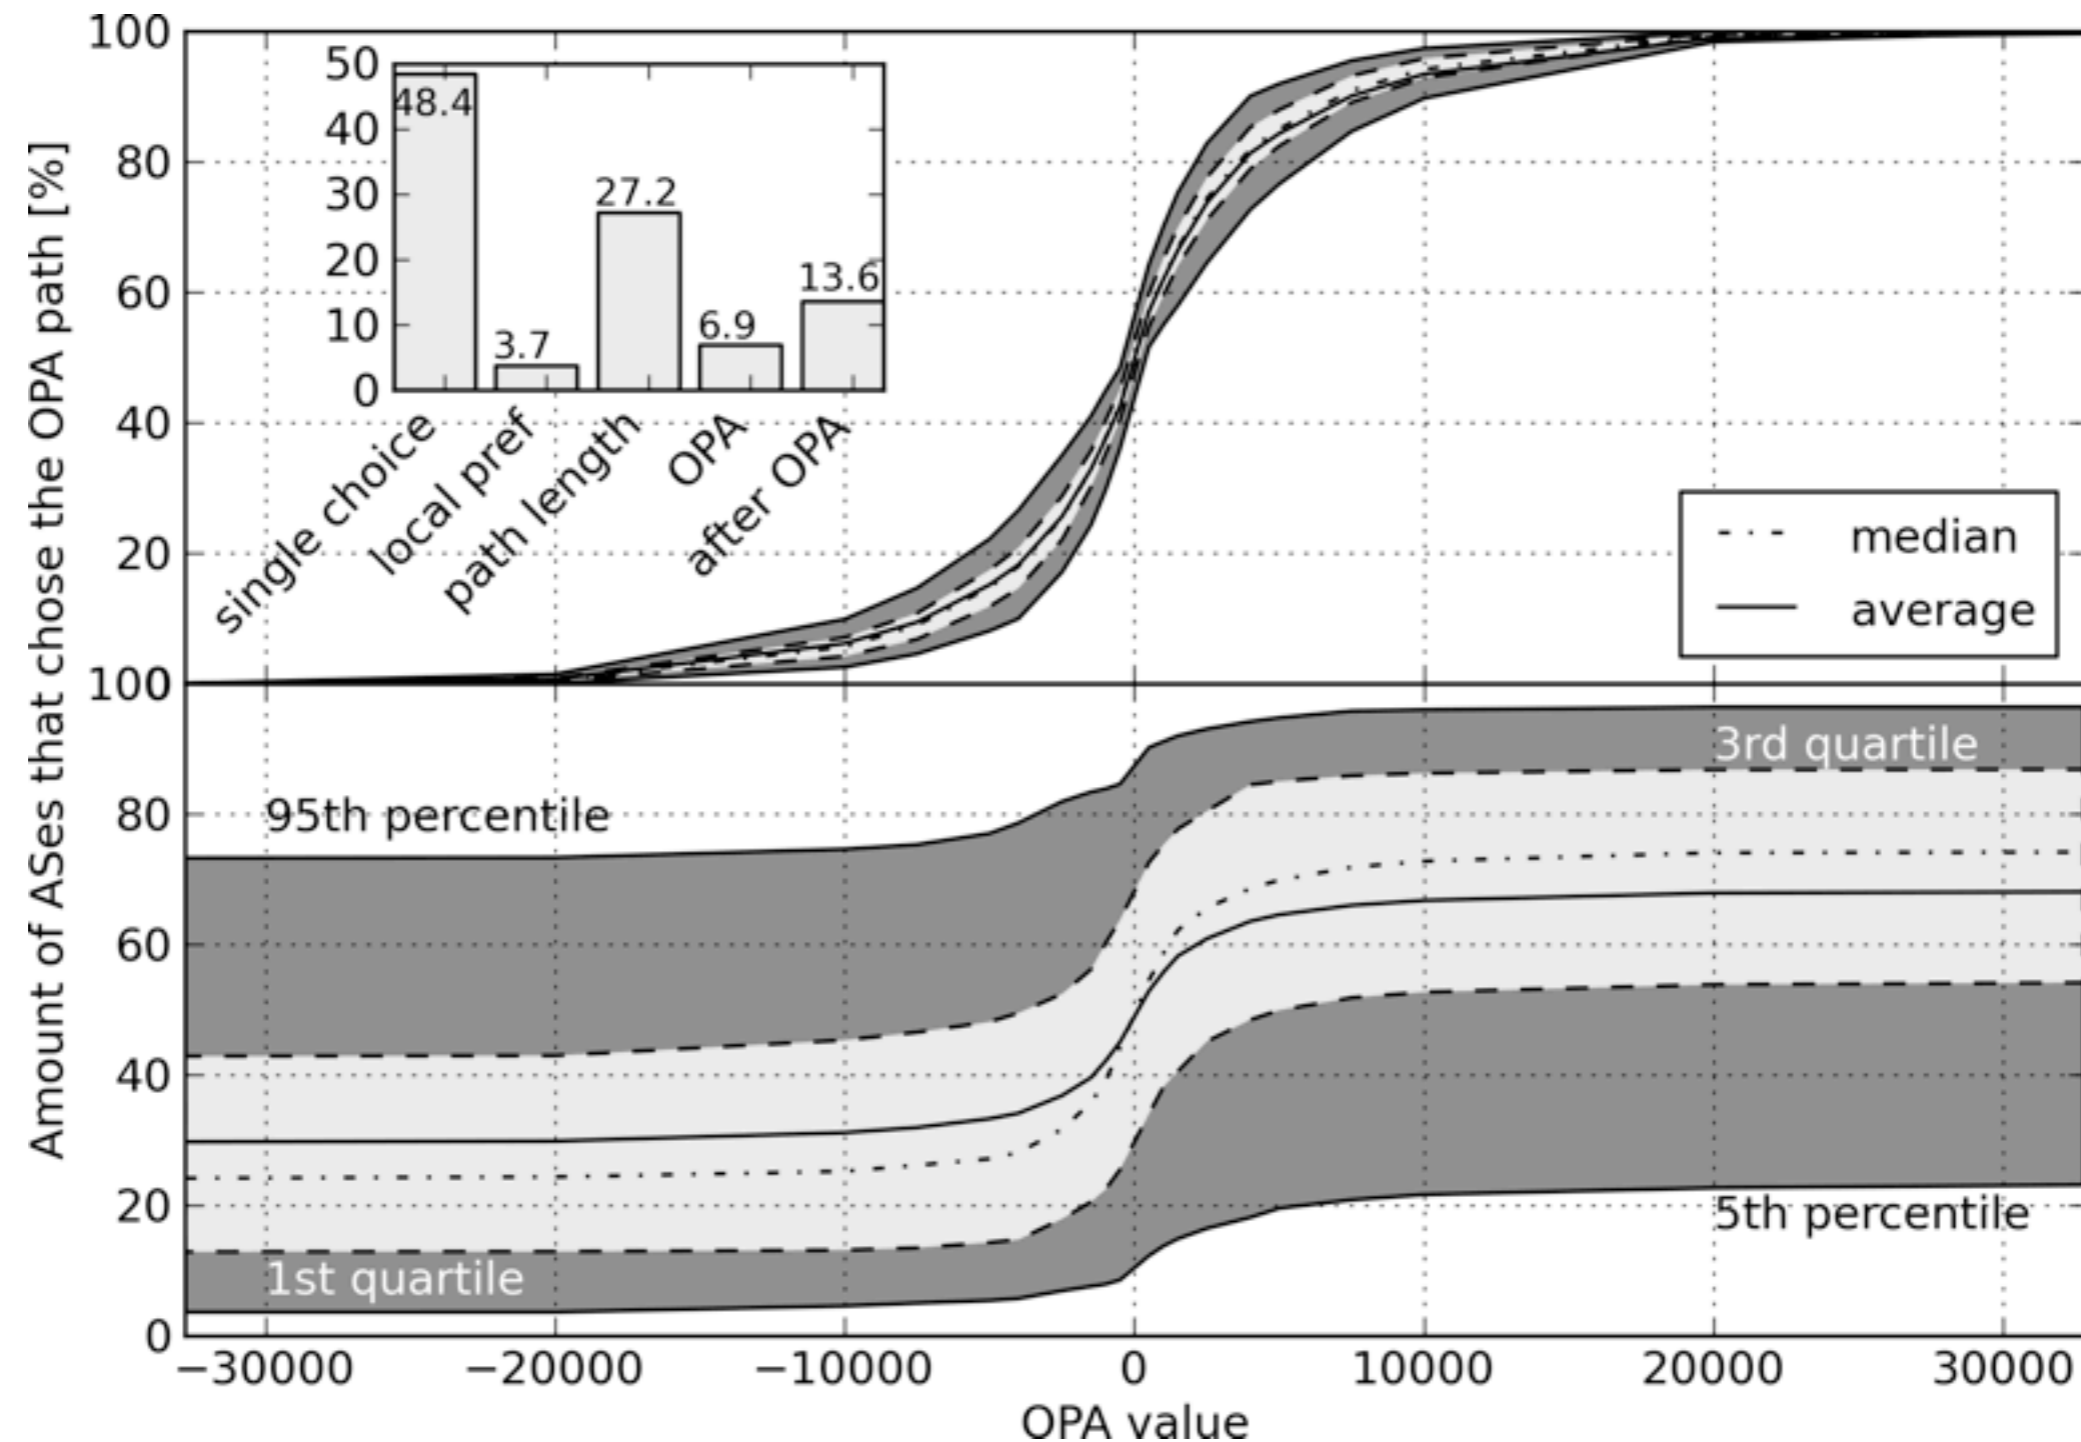 Amount of ASes that chose the OPA path [%]
100
80
60
40
20
50
40
30
20
10
0
48.4
3.7
27.2
6.9
13.6
single choice
local pref
path length
OPA
after OPA
median
average
100
80
60
40
20
0
95th percentile
3rd quartile
1st quartile
5th percentile
−30000 −20000 −10000 0 10000 20000 30000
OPA value